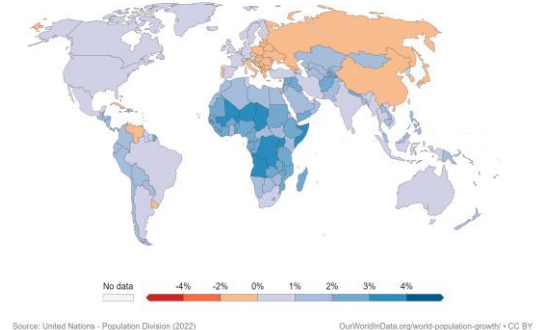 No data
-4% -2% 0% 1% 2% 3% 4%
Source: United Nations - Population Division (2022)
OurWorldInData.org/world-population-growth/ • CC BY